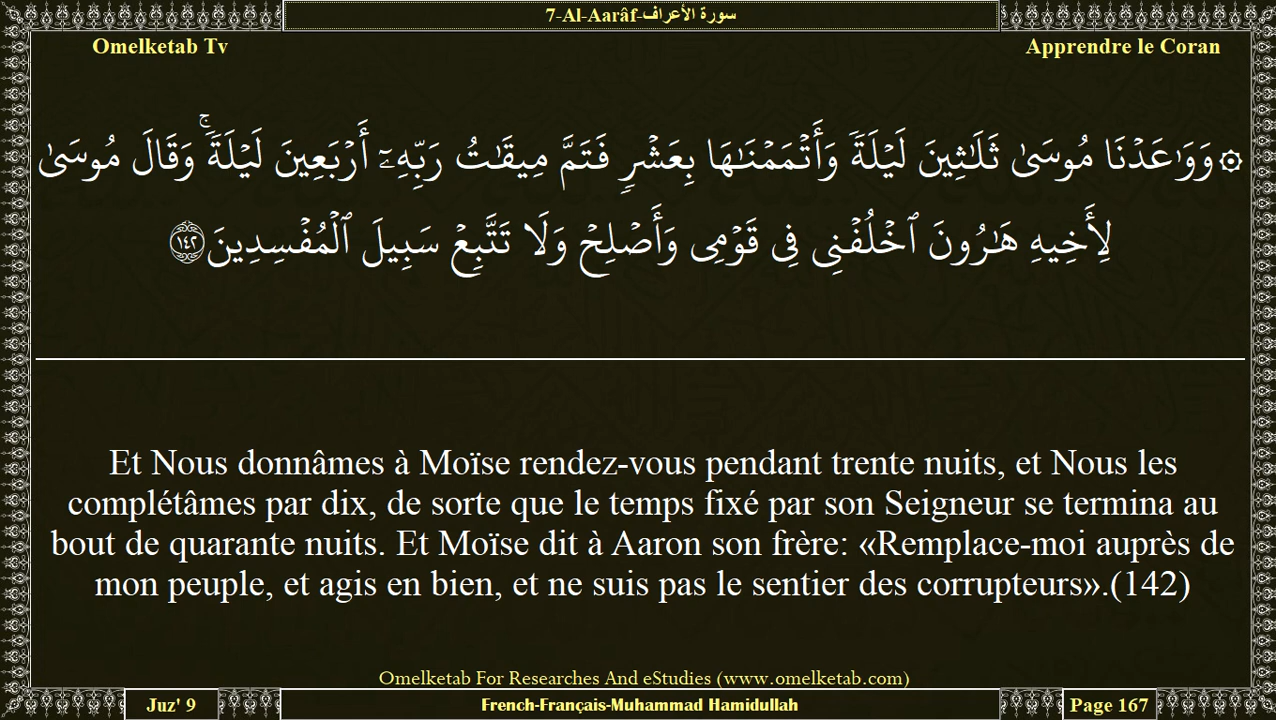 7-Al-Aarâf-سورة الأعراف
Omelketab Tv
Apprendre le Coran
۞ وَوَٰعَدۡنَا مُوسَىٰ ثَلَٰثِينَ لَيۡلَةٗ وَأَتۡمَمۡنَٰهَا بِعَشۡرٖ فَتَمَّ مِيقَٰتُ رَبِّهِۦٓ أَرۡبَعِينَ لَيۡلَةٗۚ وَقَالَ مُوسَىٰ
لِأَخِيهِ هَٰرُونَ ٱخۡلُفۡنِي فِي قَوۡمِي وَأَصۡلِحۡ وَلَا تَتَّبِعۡ سَبِيلَ ٱلۡمُفۡسِدِينَ ١٤٢
Et Nous donnâmes à Moïse rendez-vous pendant trente nuits, et Nous les
complétâmes par dix, de sorte que le temps fixé par son Seigneur se termina au
bout de quarante nuits. Et Moïse dit à Aaron son frère: «Remplace-moi auprès de
mon peuple, et agis en bien, et ne suis pas le sentier des corrupteurs».(142)
Omelketab For Researches And eStudies (www.omelketab.com)
Juz' 9
French-Français-Muhammad Hamidullah
Page 167